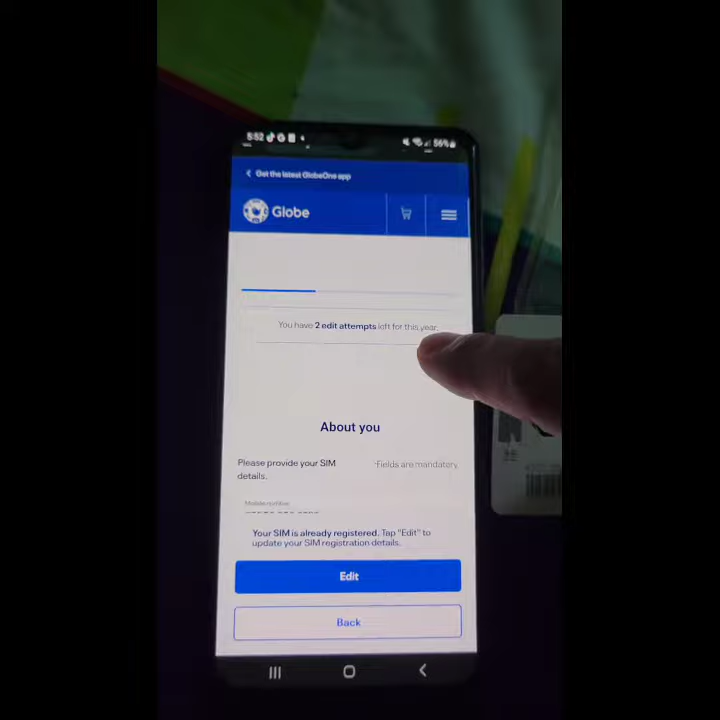 5:52
56%
Get the latest GlobeOne app
Globe
You have 2 edit attempts left for this year.
About you
Please provide your SIM
details.
*Fields are mandatory.
Mobile number
Your SIM is already registered. Tap "Edit" to
update your SIM registration details.
Edit
Back